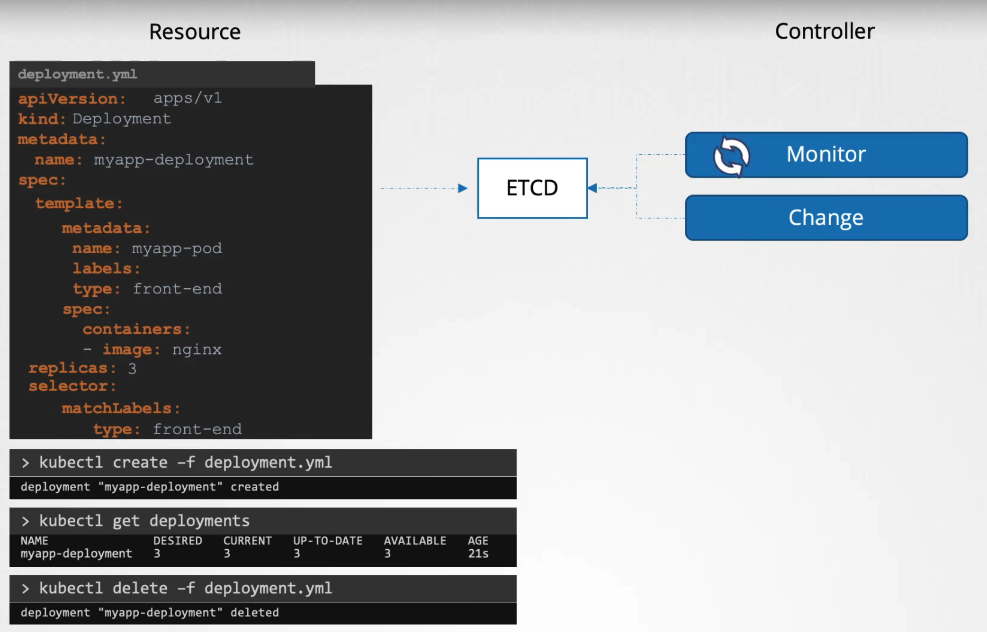 Resource
Controller
deployment.yml
apiVersion: apps/v1
kind: Deployment
metadata:
name: myapp-deployment
spec:
template:
metadata:
name: myapp-pod
labels:
type: front-end
spec:
containers:
- image: nginx
replicas: 3
selector:
matchLabels:
type: front-end
ETCD
Monitor
Change
> kubectl create –f deployment.yml
deployment "myapp-deployment" created
> kubectl get deployments
NAME DESIRED CURRENT UP-TO-DATE AVAILABLE AGE
myapp-deployment 3 3 3 3 21s
> kubectl delete –f deployment.yml
deployment "myapp-deployment" deleted